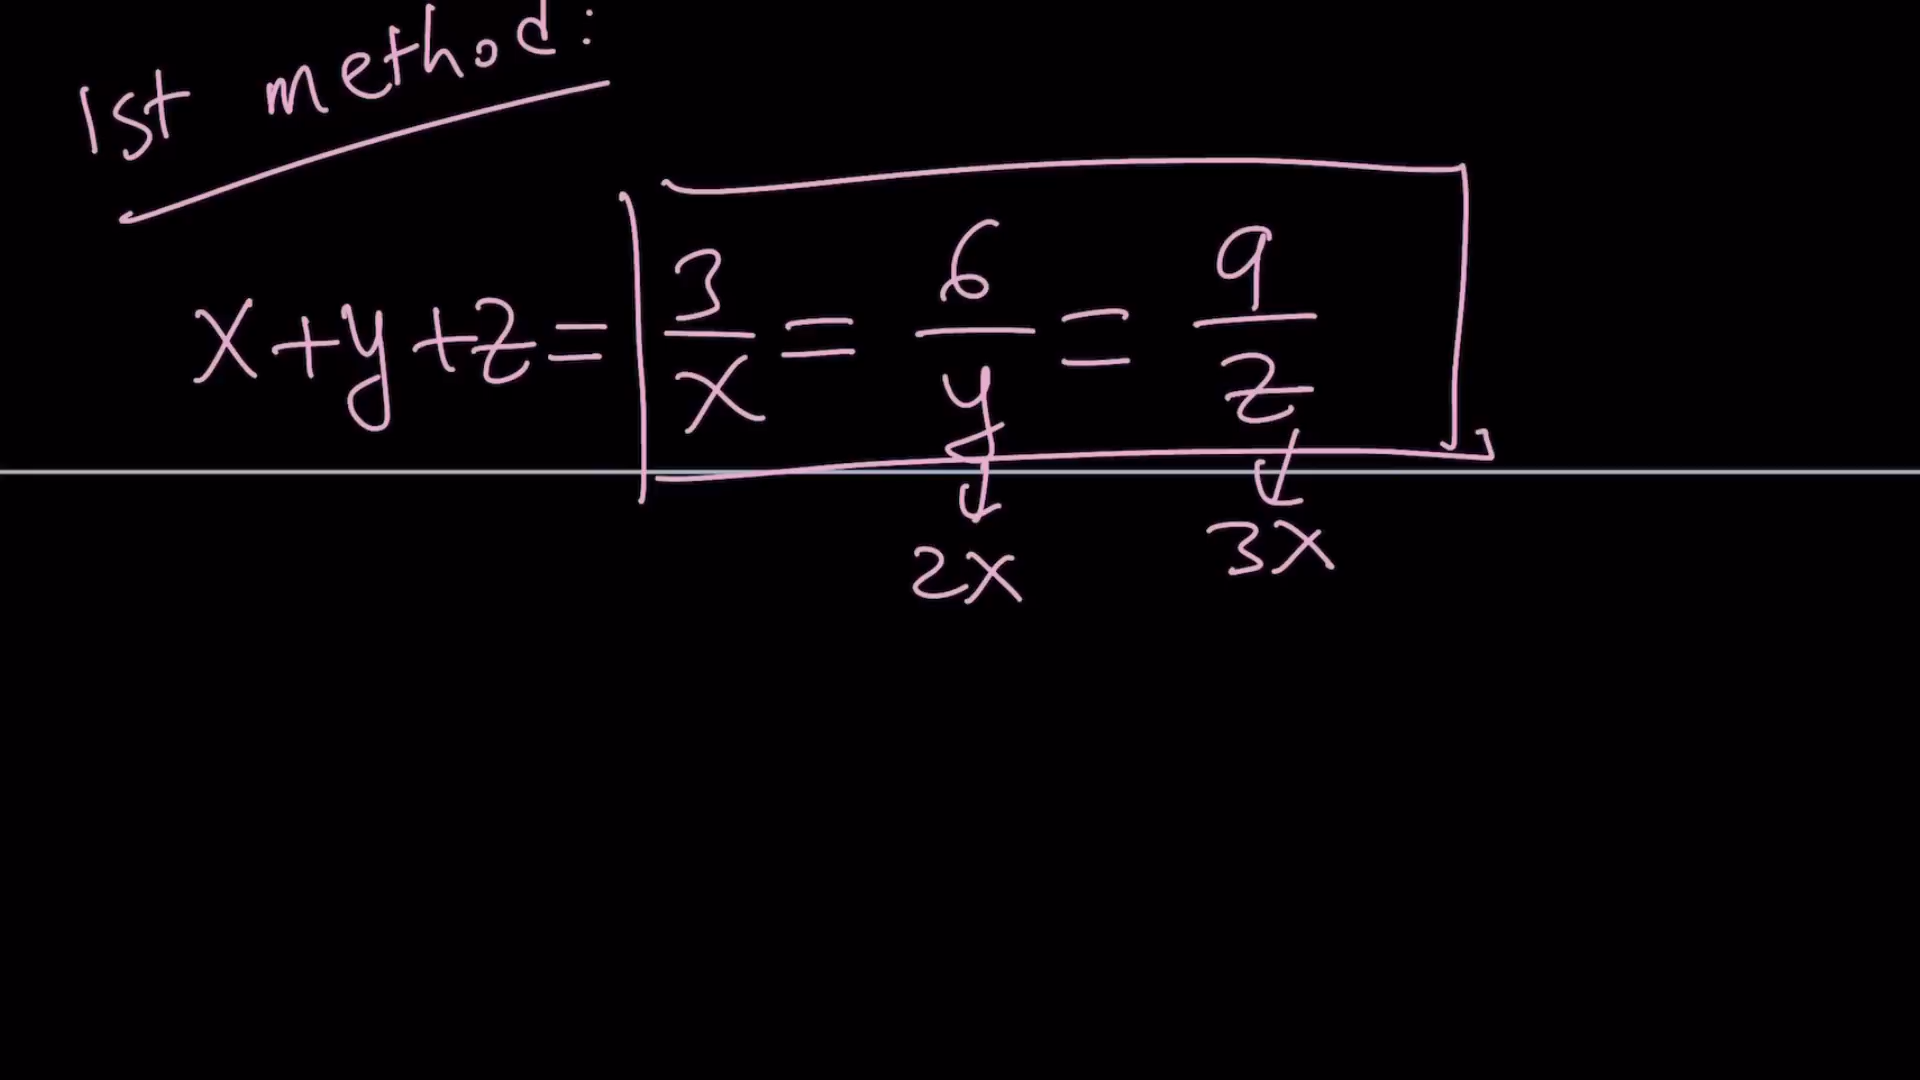 1st method:
x+y+z= 3/x = 6/y = 9/z
2x 3x